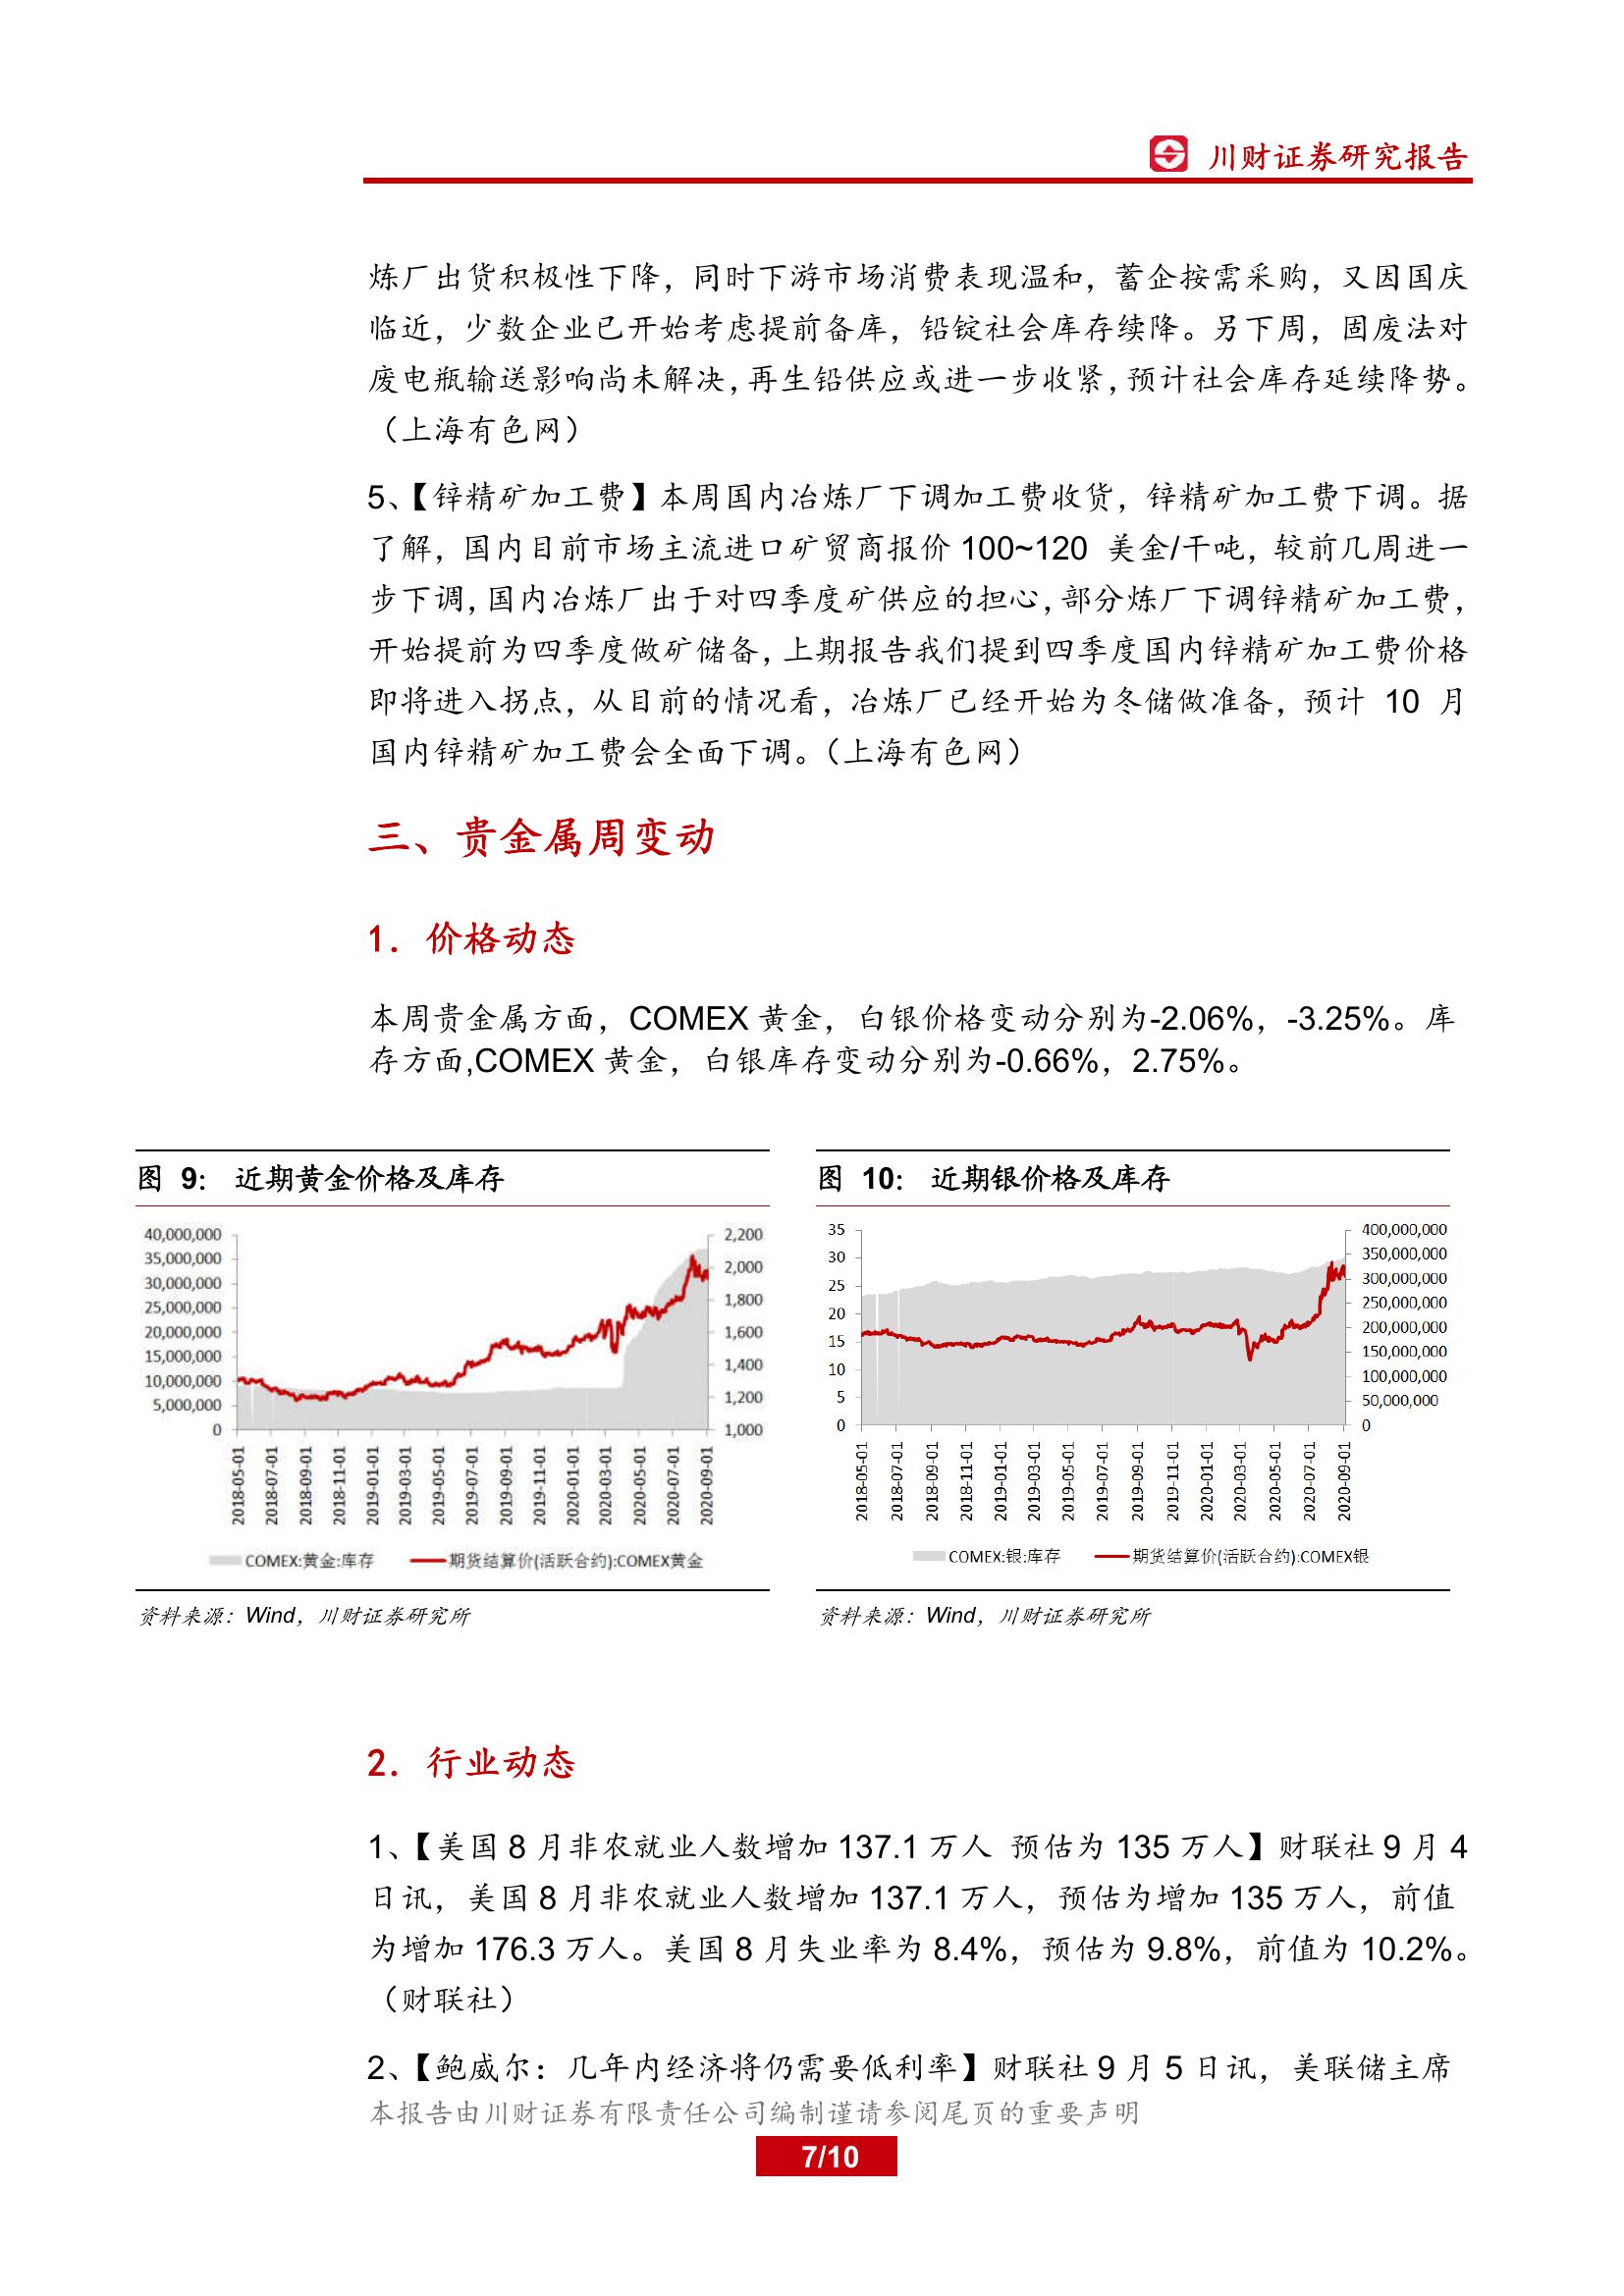 川财证券研究报告
炼厂出货积极性下降，同时下游市场消费表现温和，蓄企按需采购，又因国庆
临近，少数企业已开始考虑提前备库，铅锭社会库存续降。另下周，固废法对
废电瓶输送影响尚未解决，再生铅供应或进一步收紧，预计社会库存延续降势。
（上海有色网）
5、【锌精矿加工费】本周国内冶炼厂下调加工费收货，锌精矿加工费下调。据
了解，国内目前市场主流进口矿贸商报价 100~120 美金/干吨，较前几周进一
步下调，国内冶炼厂出于对四季度矿供应的担心，部分炼厂下调锌精矿加工费，
开始提前为四季度做矿储备，上期报告我们提到四季度国内锌精矿加工费价格
即将进入拐点，从目前的情况看，冶炼厂已经开始为冬储做准备，预计 10 月
国内锌精矿加工费会全面下调。（上海有色网）
三、贵金属周变动
1. 价格动态
本周贵金属方面，COMEX 黄金，白银价格变动分别为-2.06%，-3.25%。库
存方面,COMEX 黄金，白银库存变动分别为-0.66%，2.75%。
图 9： 近期黄金价格及库存
40,000,000
35,000,000
30,000,000
25,000,000
20,000,000
15,000,000
10,000,000
5,000,000
0
2,200
2,000
1,800
1,600
1,400
1,200
1,000
2018-05-01
2018-07-01
2018-09-01
2018-11-01
2019-01-01
2019-03-01
2019-05-01
2019-07-01
2019-09-01
2019-11-01
2020-01-01
2020-03-01
2020-05-01
2020-07-01
2020-09-01
COMEX:黄金:库存
期货结算价(活跃合约):COMEX黄金
资料来源：Wind，川财证券研究所
图 10： 近期银价格及库存
35
30
25
20
15
10
5
0
400,000,000
350,000,000
300,000,000
250,000,000
200,000,000
150,000,000
100,000,000
50,000,000
0
2018-05-01
2018-07-01
2018-09-01
2018-11-01
2019-01-01
2019-03-01
2019-05-01
2019-07-01
2019-09-01
2019-11-01
2020-01-01
2020-03-01
2020-05-01
2020-07-01
2020-09-01
COMEX:银:库存
期货结算价(活跃合约):COMEX银
资料来源：Wind，川财证券研究所
2. 行业动态
1、【美国 8 月非农就业人数增加 137.1 万人 预估为 135 万人】财联社 9 月 4
日讯，美国 8 月非农就业人数增加 137.1 万人，预估为增加 135 万人，前值
为增加 176.3 万人。美国 8 月失业率为 8.4%，预估为 9.8%，前值为 10.2%。
（财联社）
2、【鲍威尔：几年内经济将仍需要低利率】财联社 9 月 5 日讯，美联储主席
本报告由川财证券有限责任公司编制谨请参阅尾页的重要声明
7/10